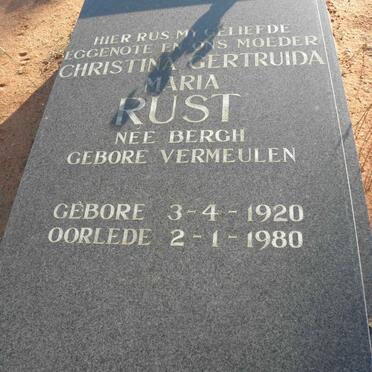 HIER RUS MY GELIEFDE
EGGENOTE EN ONS MOEDER
CHRISTINA GERTRUIDA
MARIA
RUST
NEE BERGH
GEBORE VERMEULEN
GEBORE 3-4-1920
OORLEDE 2-1-1980